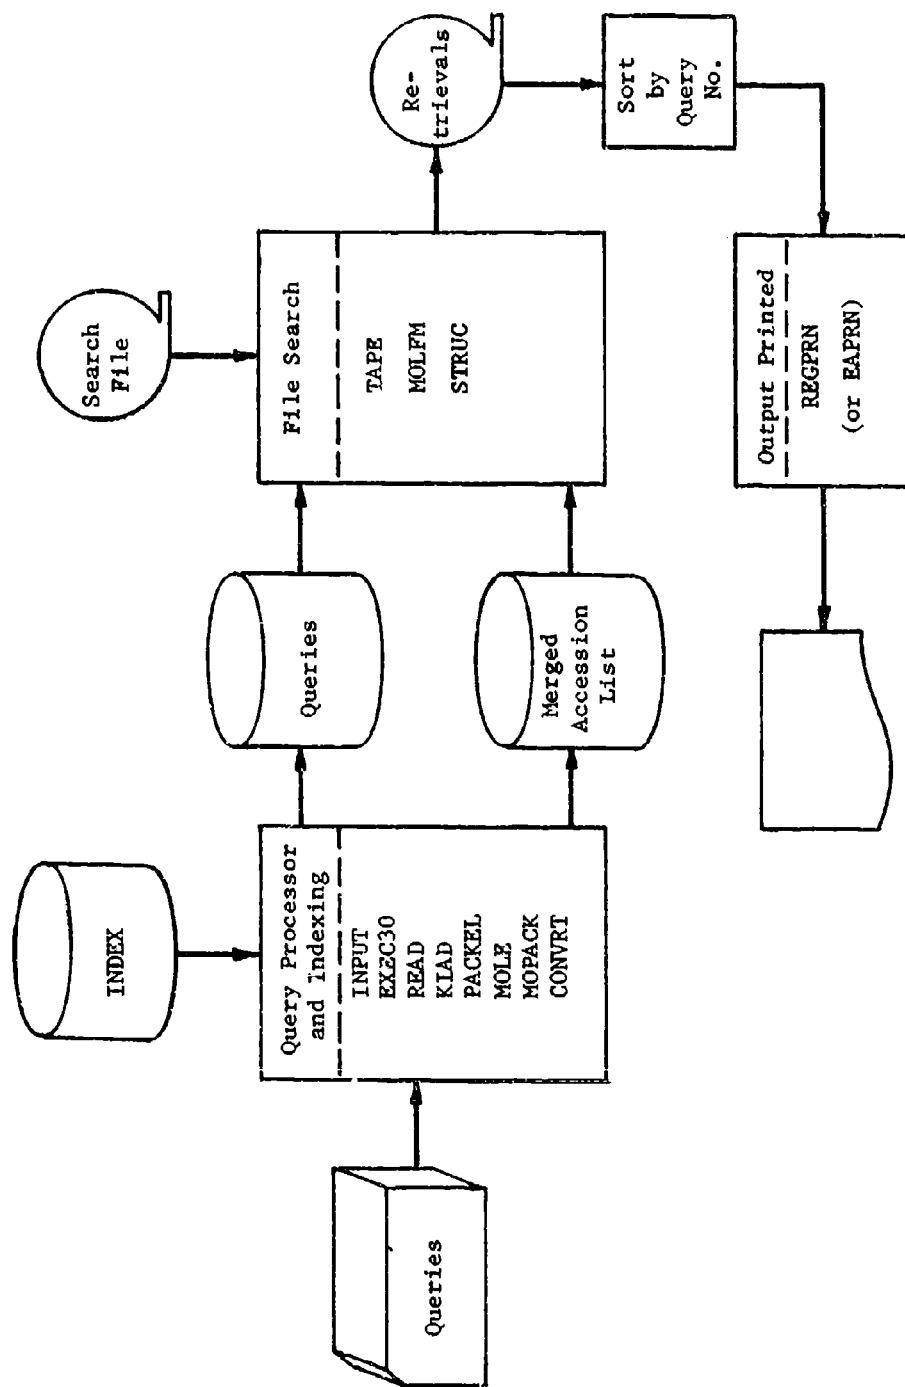 Queries
INDEX
Query Processor
and Indexing
INPUT
EXEC30
READ
KIAD
PACKEL
MOLE
MOPACK
CONVRT
Queries
Merged
Accession
List
Search
File
File Search
TAPE
MOLFM
STRUC
Re-
trievals
Sort
by
Query
No.
Output Printed
REGPRN
(or EAPRN)